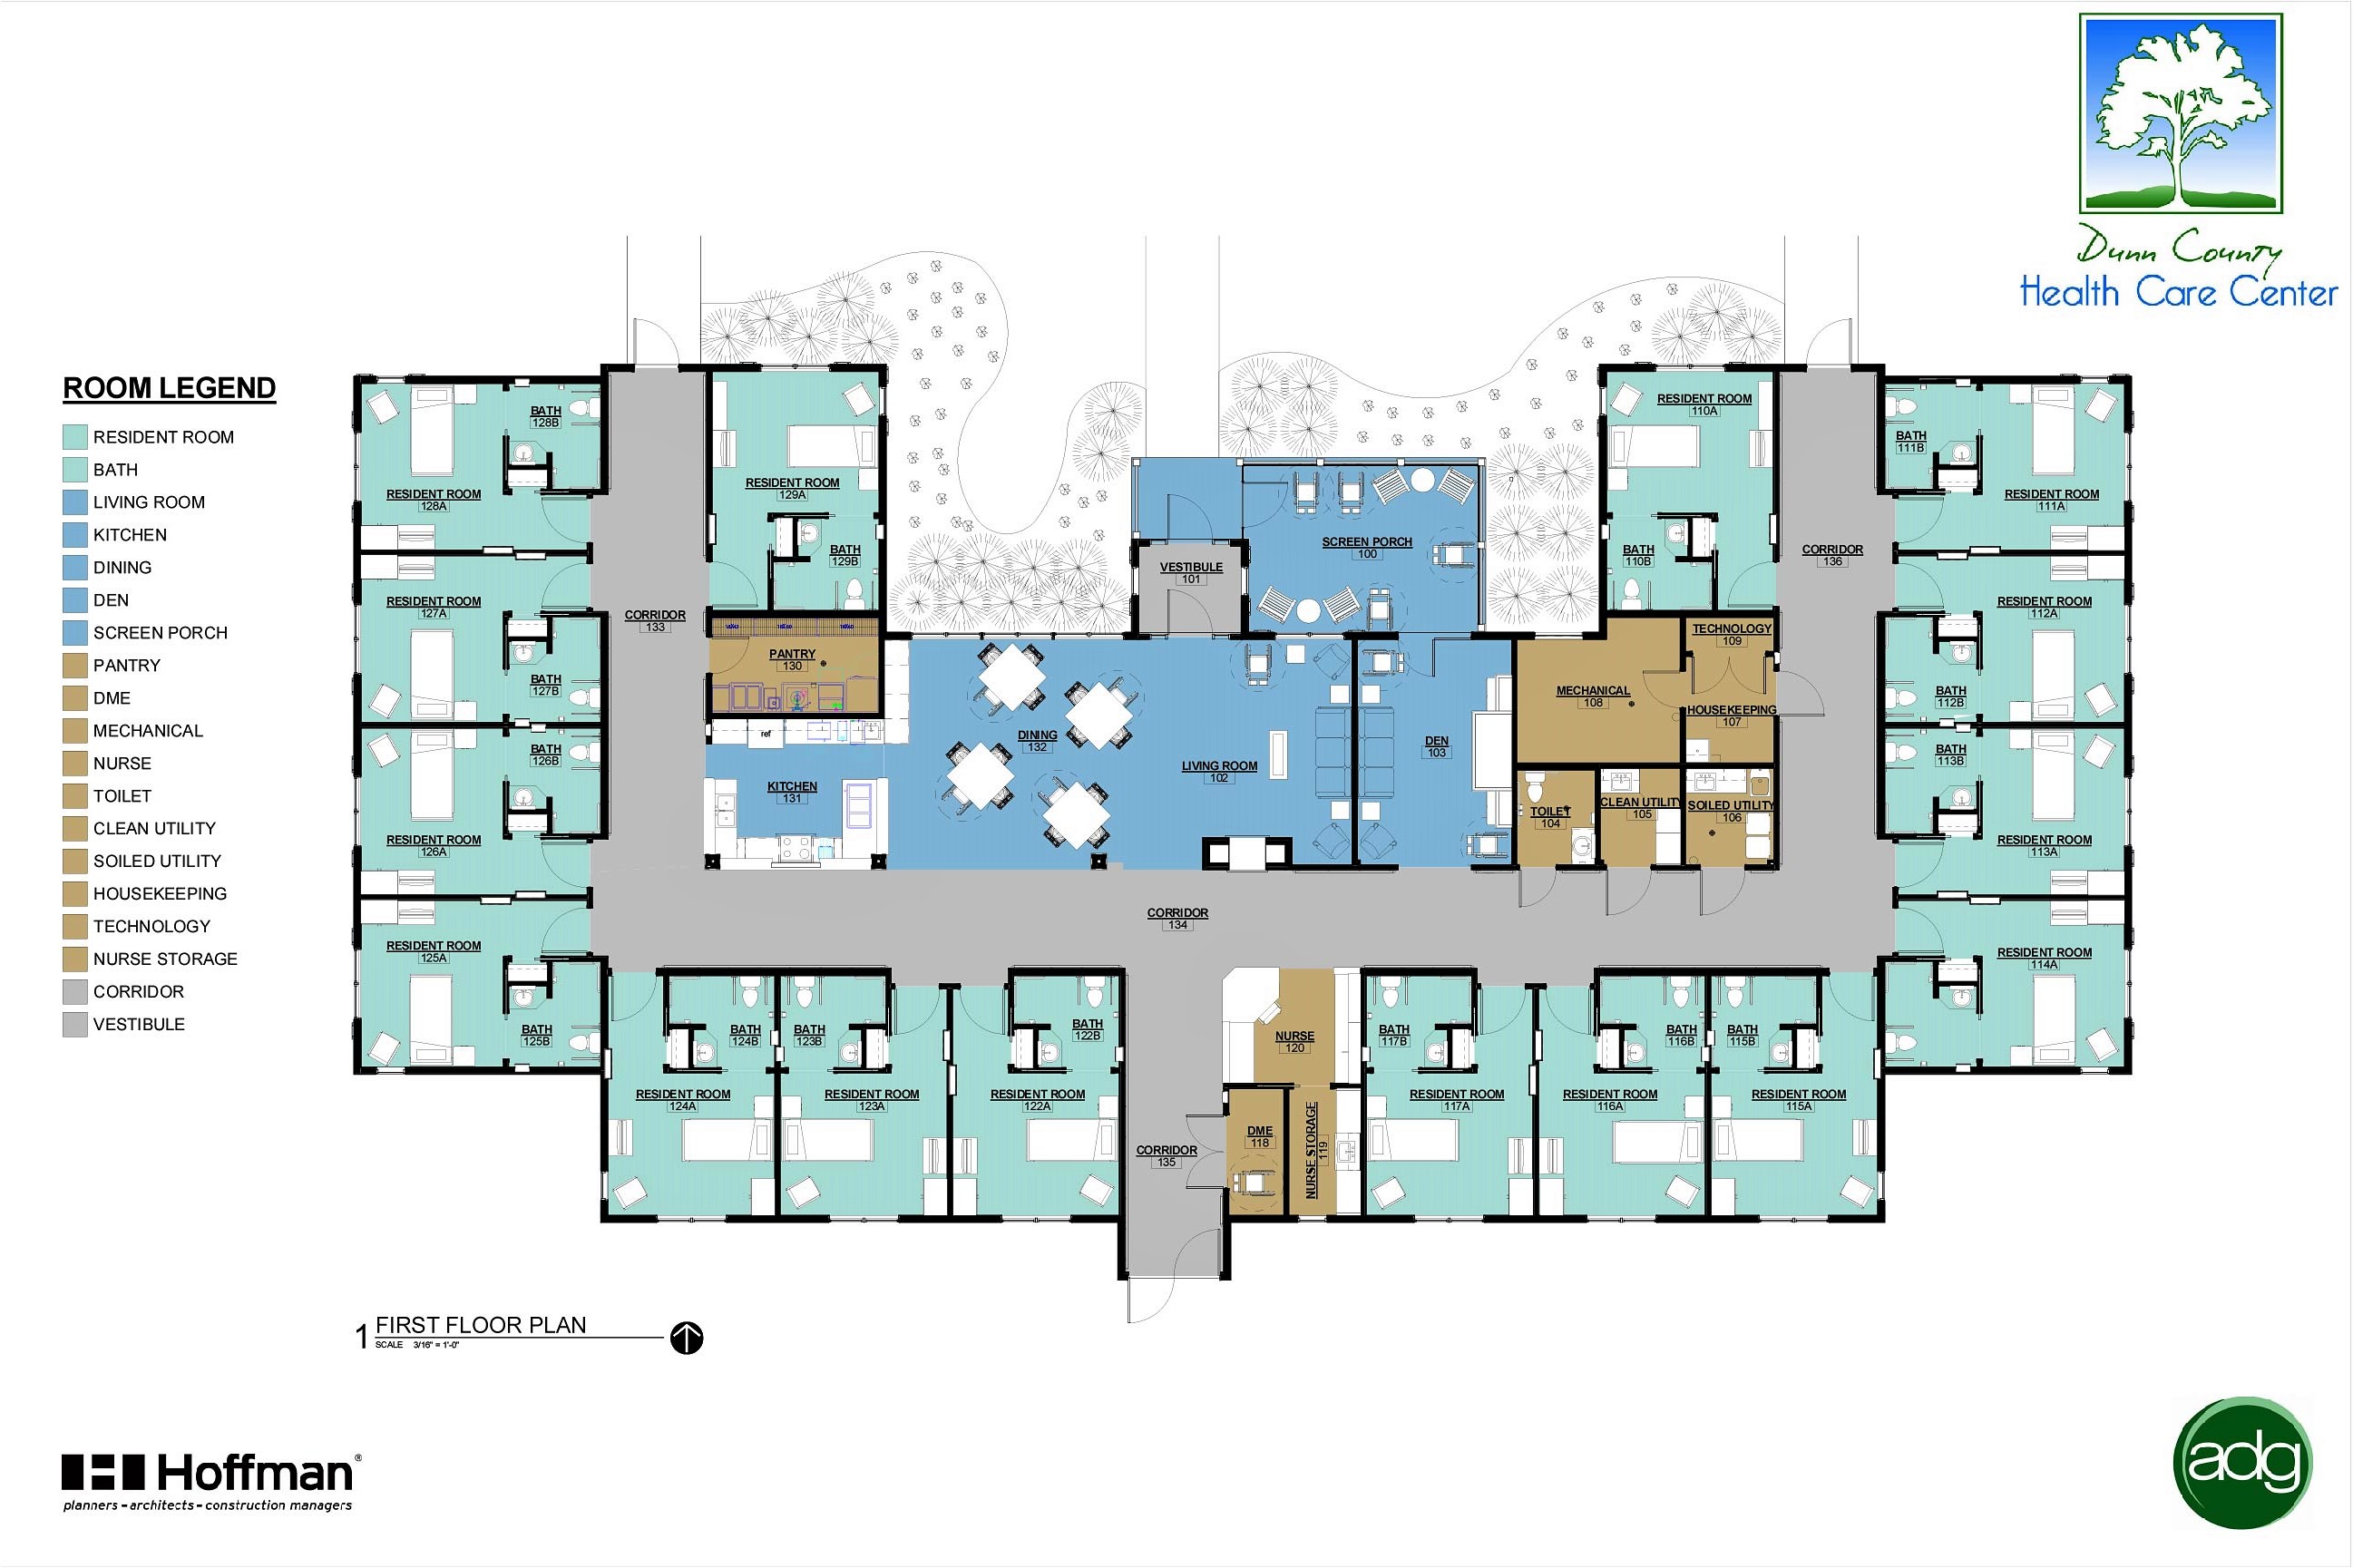 Dunn County
Health Care Center
ROOM LEGEND
RESIDENT ROOM
BATH
LIVING ROOM
KITCHEN
DINING
DEN
SCREEN PORCH
PANTRY
DME
MECHANICAL
NURSE
TOILET
CLEAN UTILITY
SOILED UTILITY
HOUSEKEEPING
TECHNOLOGY
NURSE STORAGE
CORRIDOR
VESTIBULE
BATH
128B
RESIDENT ROOM
128A
RESIDENT ROOM
127A
BATH
127B
BATH
126B
RESIDENT ROOM
126A
RESIDENT ROOM
125A
BATH
125B
CORRIDOR
133
RESIDENT ROOM
129A
BATH
129B
PANTRY
130
ref
KITCHEN
131
DINING
132
LIVING ROOM
102
VESTIBULE
101
SCREEN PORCH
100
DEN
103
MECHANICAL
108
TECHNOLOGY
109
HOUSEKEEPING
107
TOILET
104
CLEAN UTILITY
105
SOILED UTILITY
106
RESIDENT ROOM
110A
BATH
110B
CORRIDOR
136
BATH
111B
RESIDENT ROOM
111A
RESIDENT ROOM
112A
BATH
112B
BATH
113B
RESIDENT ROOM
113A
RESIDENT ROOM
114A
CORRIDOR
134
BATH
124B
RESIDENT ROOM
124A
BATH
123B
RESIDENT ROOM
123A
BATH
122B
RESIDENT ROOM
122A
CORRIDOR
135
NURSE
120
DME
118
NURSE STORAGE
119
BATH
117B
RESIDENT ROOM
117A
BATH
116B
RESIDENT ROOM
116A
BATH
115B
RESIDENT ROOM
115A
1 FIRST FLOOR PLAN
SCALE 3/16" = 1'-0"
Hoffman®
planners - architects - construction managers
adg